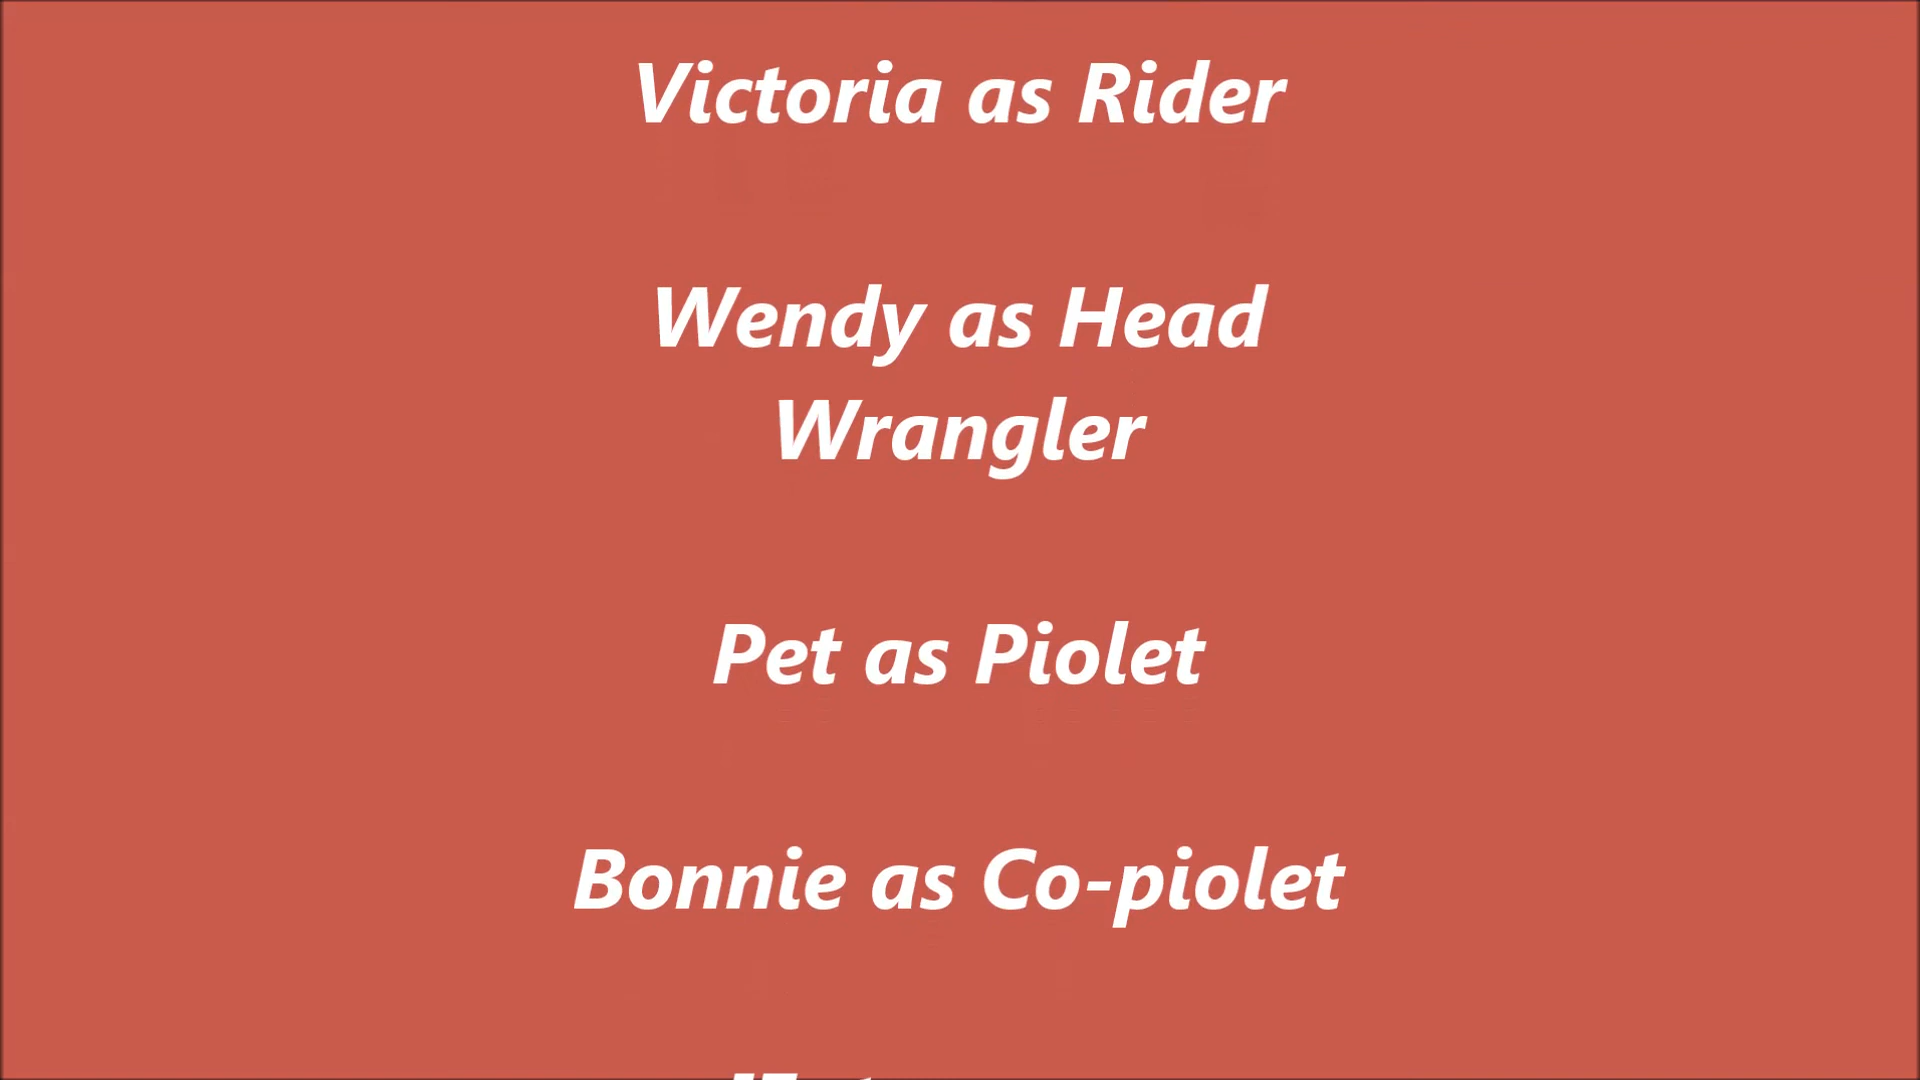 Victoria as Rider
Wendy as Head
Wrangler
Pet as Piolet
Bonnie as Co-piolet